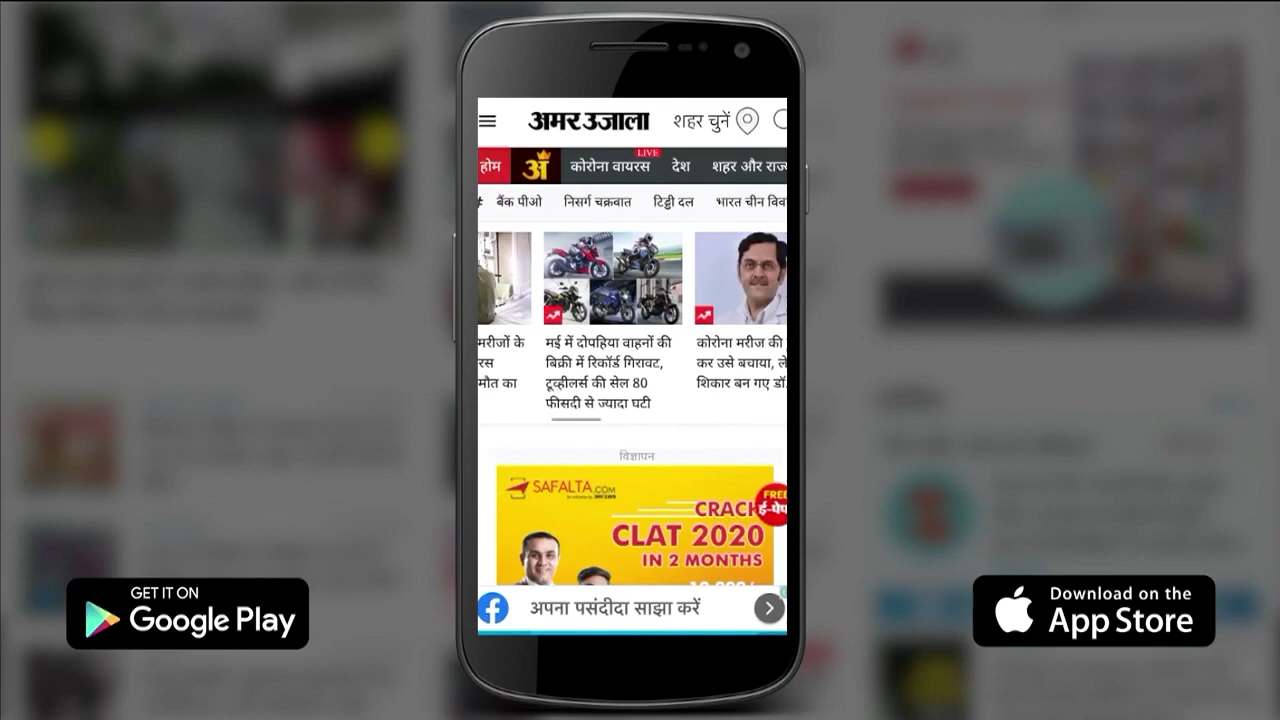 अमर उजाला
शहर चुनें
होम
अ
कोरोना वायरस
LIVE
देश
शहर और
# बैंक पीओ
निसर्ग चक्रवात
टिड्डी दल
भारत चीन
मरीजों के
मौत का
मई में दोपहिया वाहनों की
बिक्री में रिकॉर्ड गिरावट,
टूव्हीलर्स की सेल 80
फीसदी से ज्यादा घटी
कोरोना मरीज की
कर उसे बचाया,
शिकार बन गए
विज्ञापन
SAFALTA.COM
CRACK
CLAT 2020
IN 2 MONTHS
FREE
अपना पसंदीदा साझा करें
GET IT ON
Google Play
Download on the
App Store